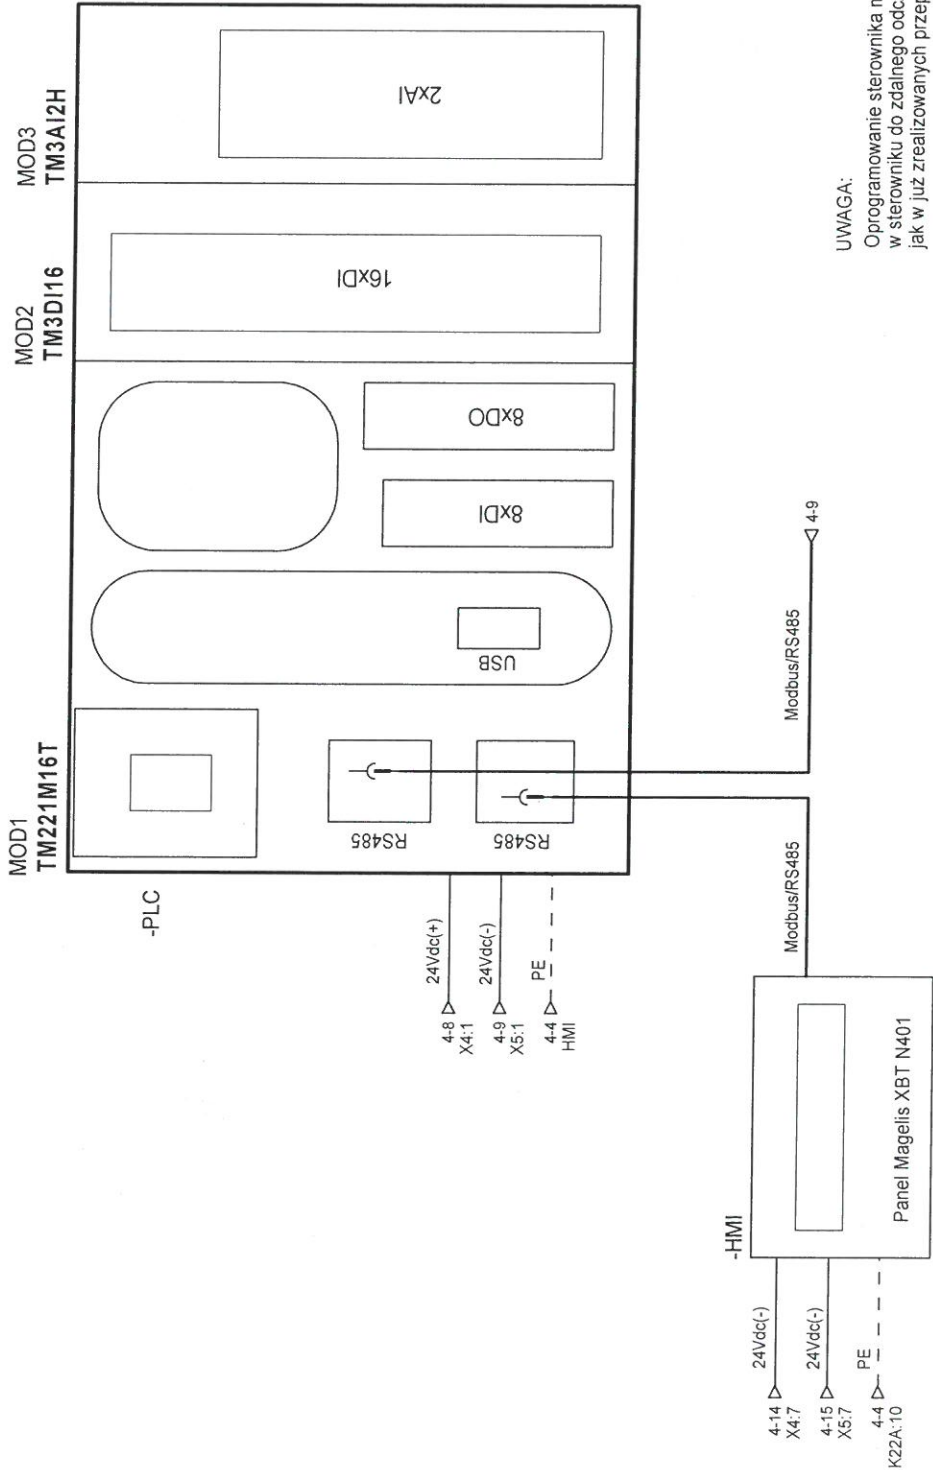 MOD1
TM221M16T
MOD2
TM3DI16
MOD3
TM3AI2H
-PLC
RS485
RS485
USB
8xDI
8xDO
16xDI
2xAI
24Vdc(+)
4-8
X4:1
24Vdc(-)
4-9
X5:1
PE
4-4
HMI
Modbus/RS485
Modbus/RS485
4-9
-HMI
Panel Magelis XBT N401
24Vdc(-)
4-14
X4:7
24Vdc(-)
4-15
X5:7
PE
4-4
K22A:10
UWAGA:
Oprogramowanie sterownika
w sterowniku do zdalnego
jak w już zrealizowanych